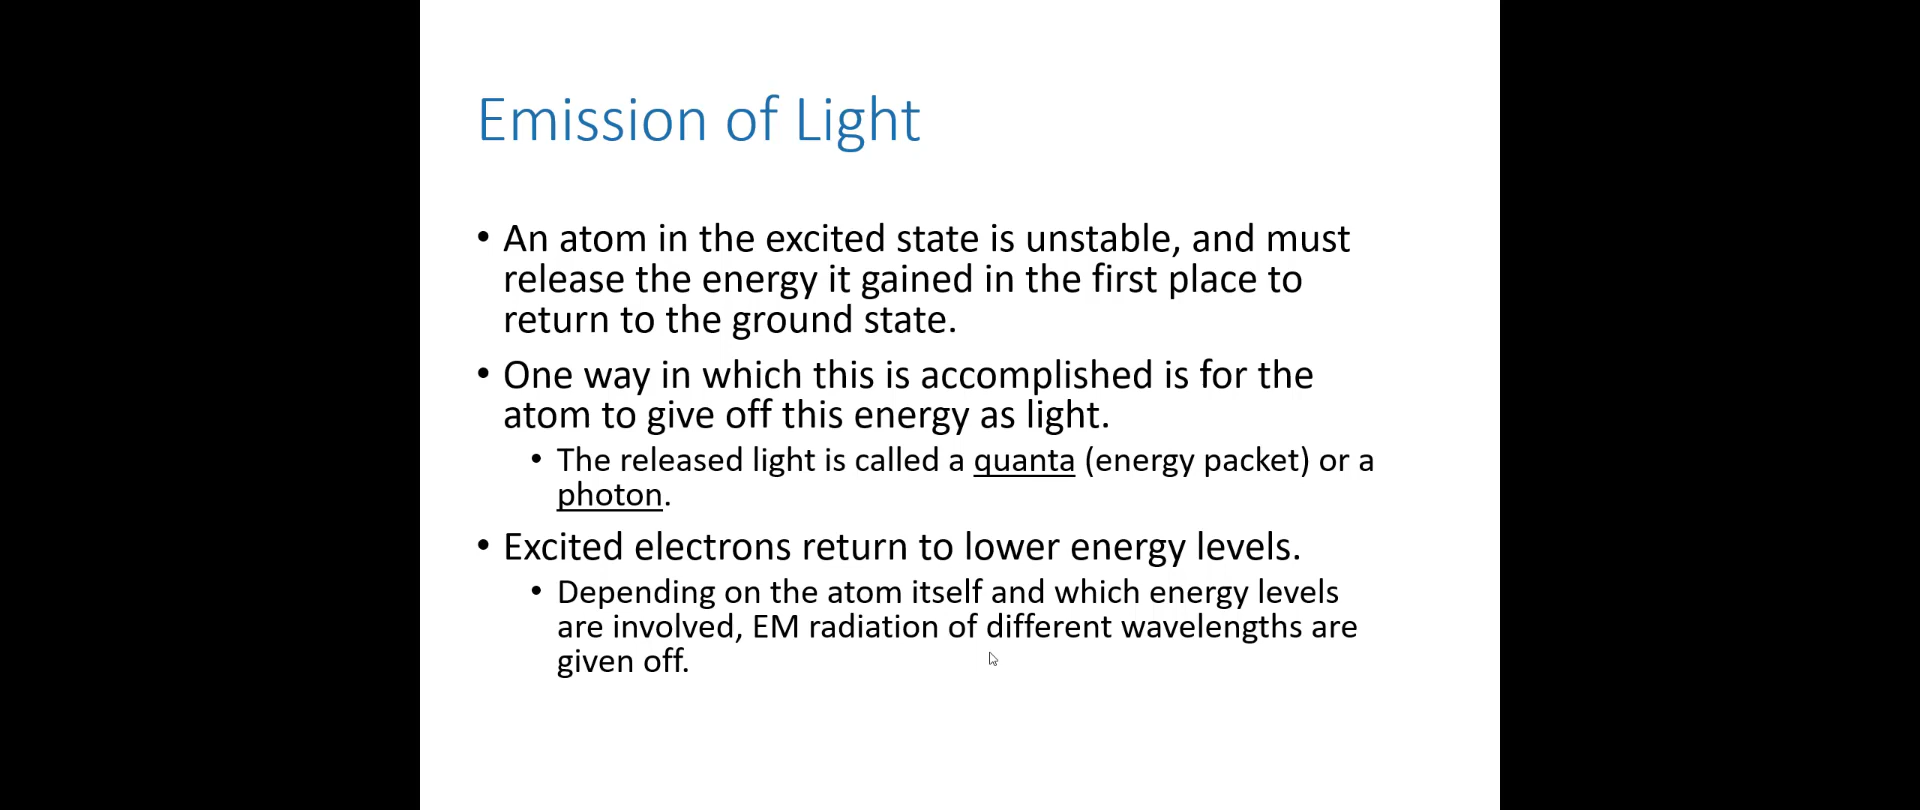 Emission of Light
• An atom in the excited state is unstable, and must
release the energy it gained in the first place to
return to the ground state.
• One way in which this is accomplished is for the
atom to give off this energy as light.
• The released light is called a quanta (energy packet) or a
photon.
• Excited electrons return to lower energy levels.
• Depending on the atom itself and which energy levels
are involved, EM radiation of different wavelengths are
given off.